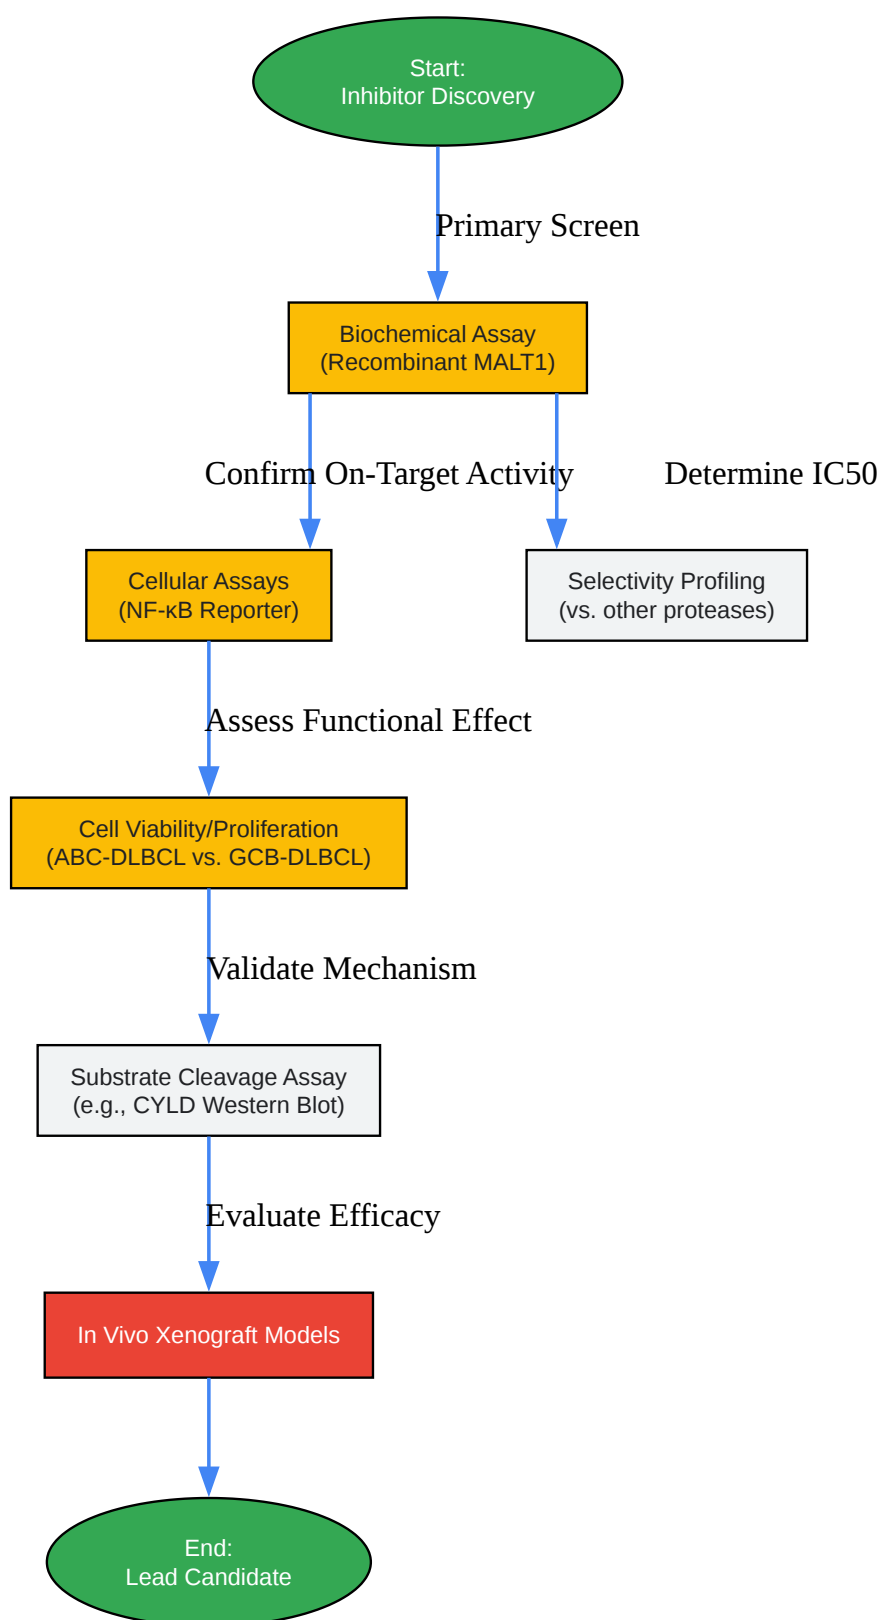 Start:
Inhibitor Discovery
Primary Screen
Biochemical Assay
(Recombinant MALT1)
Confirm On-Target Activity
Determine IC50
Cellular Assays
(NF-κB Reporter)
Selectivity Profiling
(vs. other proteases)
Assess Functional Effect
Cell Viability/Proliferation
(ABC-DLBCL vs. GCB-DLBCL)
Validate Mechanism
Substrate Cleavage Assay
(e.g., CYLD Western Blot)
Evaluate Efficacy
In Vivo Xenograft Models
End:
Lead Candidate